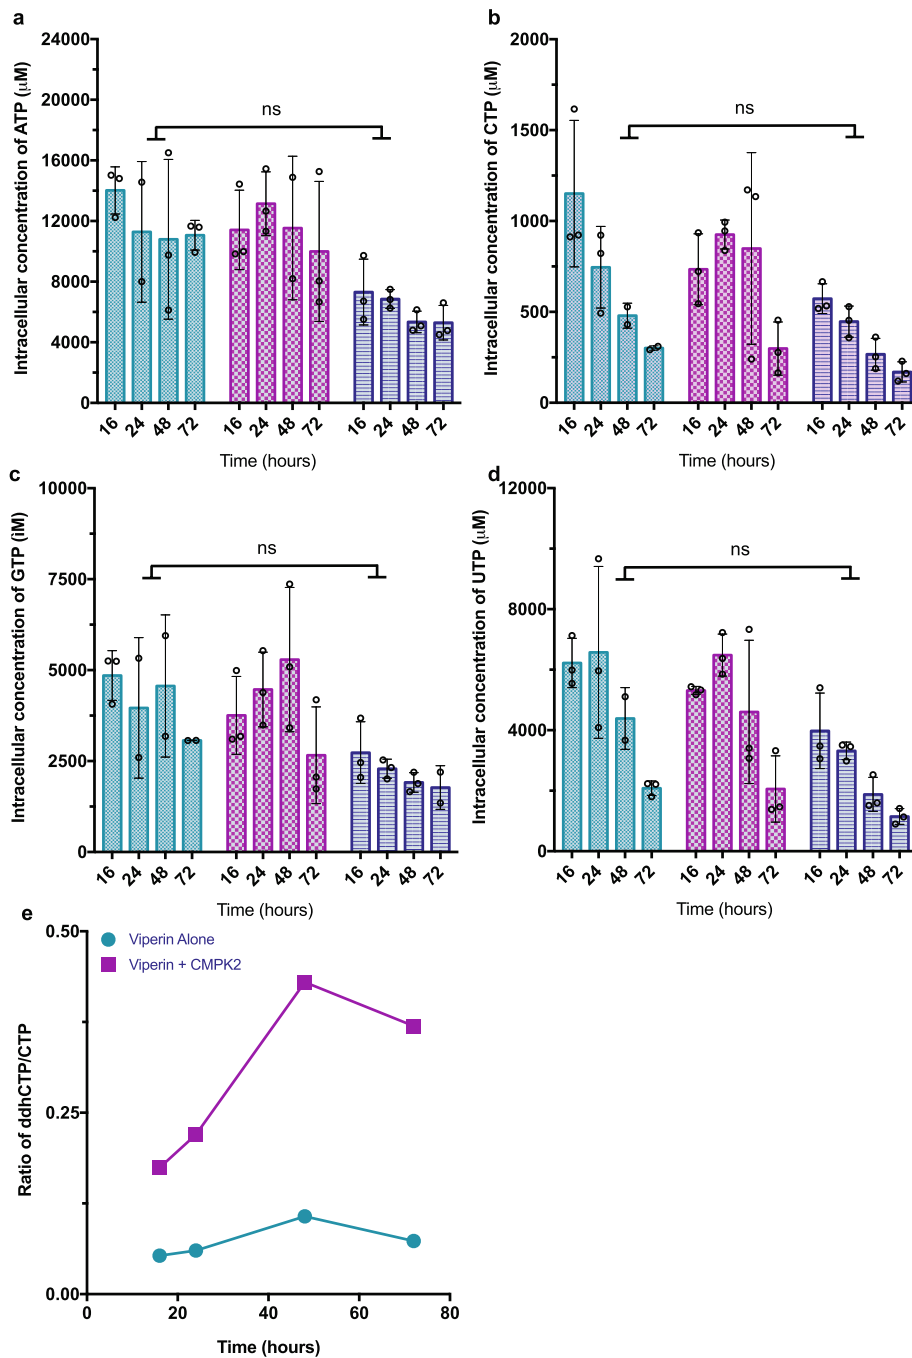 a
Intracellular concentration of ATP (µM)
24000
20000
16000
12000
8000
4000
0
ns
16 24 48 72 16 24 48 72 16 24 48 72
Time (hours)
b
Intracellular concentration of CTP (µM)
2000
1500
1000
500
0
ns
16 24 48 72 16 24 48 72 16 24 48 72
Time (hours)
c
Intracellular concentration of GTP (iM)
10000
7500
5000
2500
0
ns
16 24 48 72 16 24 48 72 16 24 48 72
Time (hours)
d
Intracellular concentration of UTP (µM)
12000
8000
4000
0
ns
16 24 48 72 16 24 48 72 16 24 48 72
Time (hours)
e
Ratio of ddhCTP/CTP
0.50
0.25
0.00
Viperin Alone
Viperin + CMPK2
0 20 40 60 80
Time (hours)